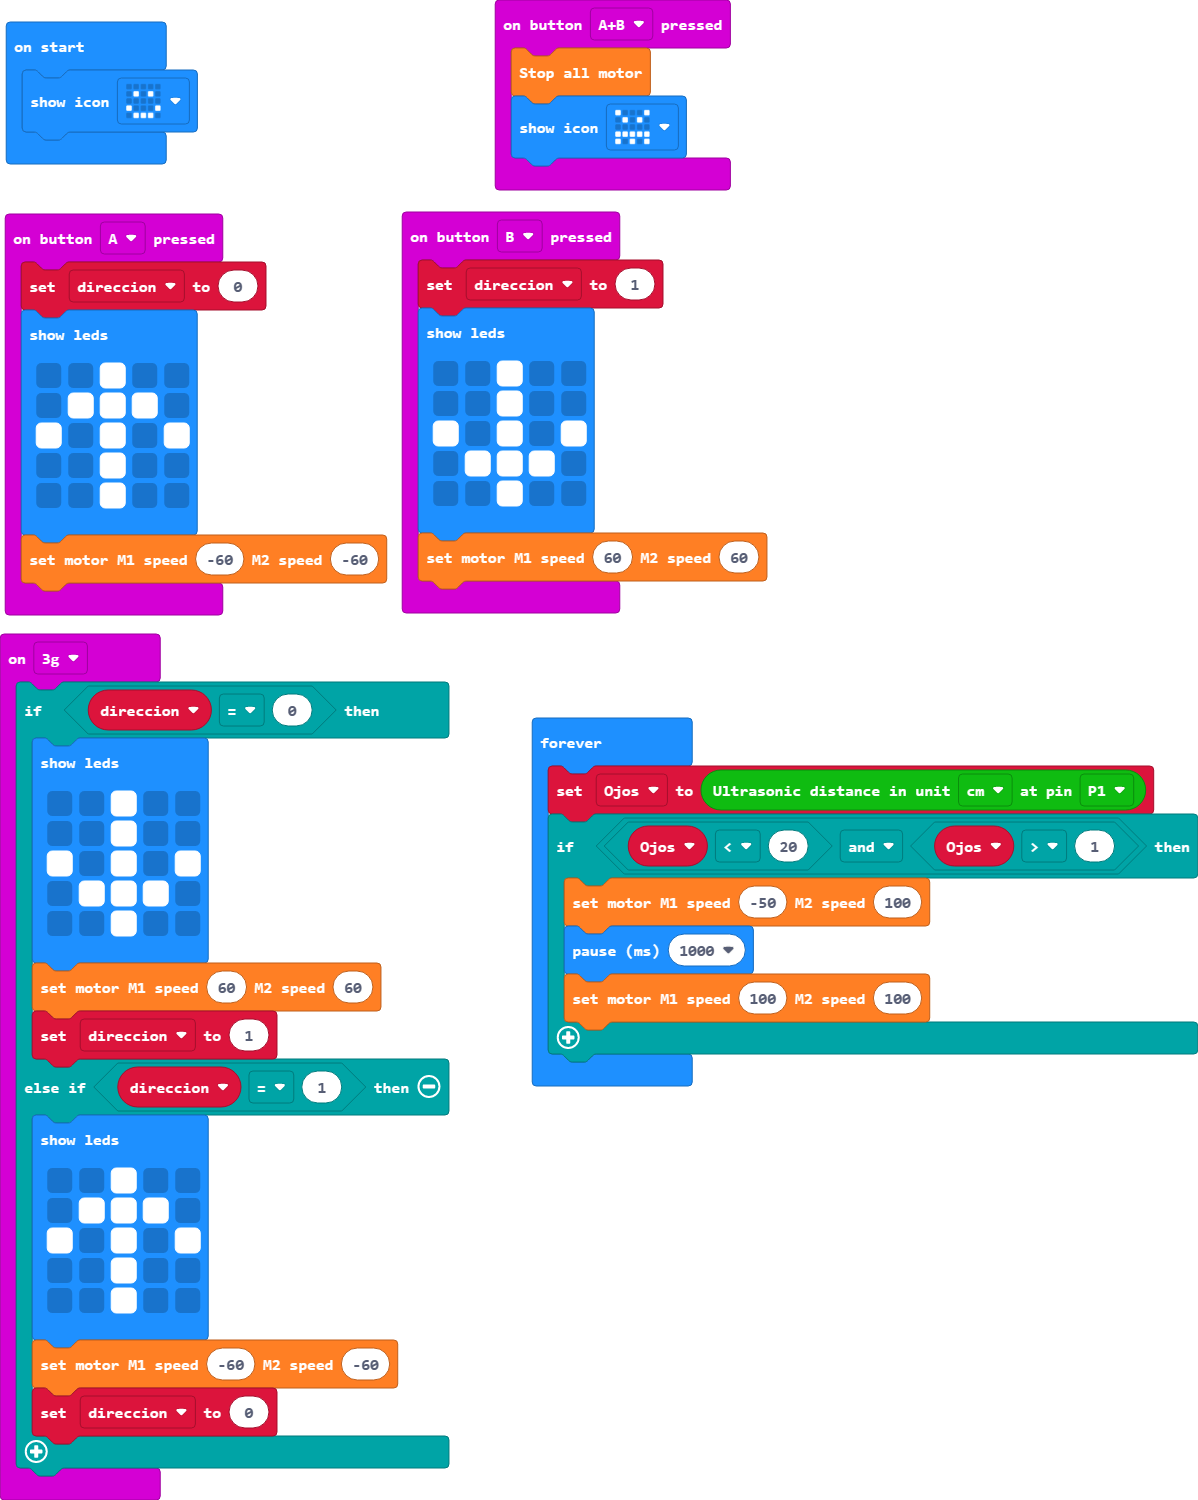 on start
show icon
on button A+B pressed
Stop all motor
show icon
on button A pressed
set direccion to 0
show leds
set motor M1 speed -60 M2 speed -60
on button B pressed
set direccion to 1
show leds
set motor M1 speed 60 M2 speed 60
on 3g
if direccion = 0 then
show leds
set motor M1 speed 60 M2 speed 60
set direccion to 1
else if direccion = 1 then
show leds
set motor M1 speed -60 M2 speed -60
set direccion to 0
forever
set Ojos to Ultrasonic distance in unit cm at pin P1
if Ojos < 20 and Ojos > 1 then
set motor M1 speed -50 M2 speed 100
pause (ms) 1000
set motor M1 speed 100 M2 speed 100